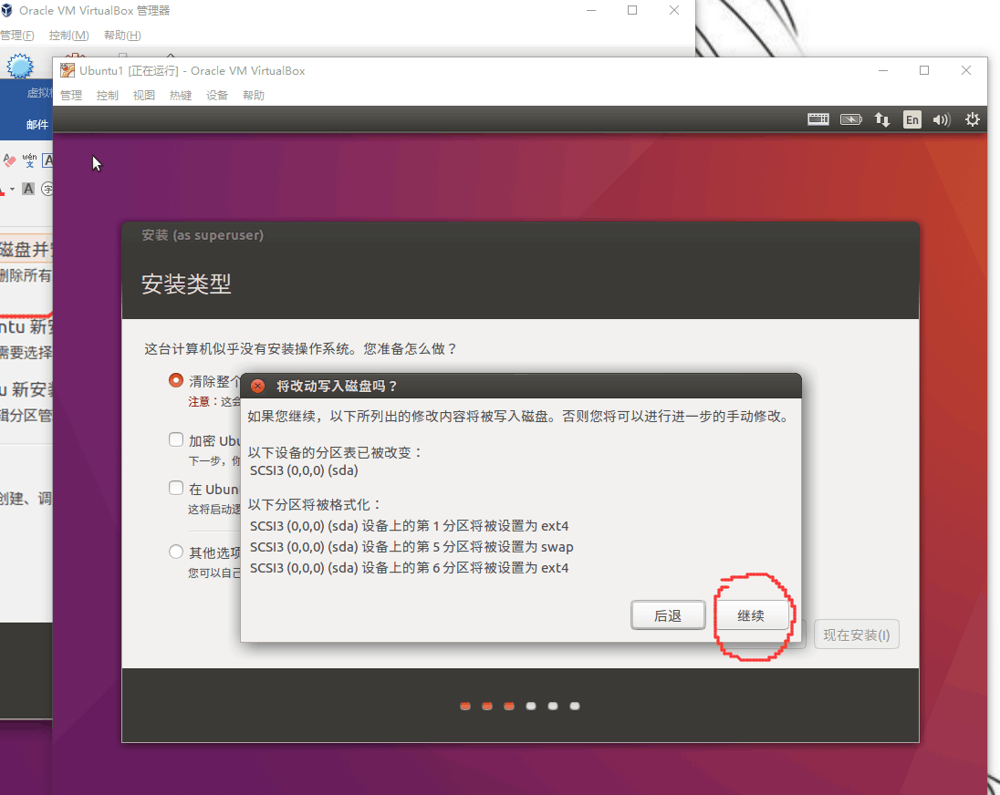 Oracle VM VirtualBox 管理器
管理(F) 控制(M) 帮助(H)
Ubuntu1 [正在运行] - Oracle VM VirtualBox
管理 控制 视图 热键 设备 帮助
虚拟
邮件
En
wén
文
A
A
字
安装 (as superuser)
安装类型
磁盘并
删除所有
ntu 新安
需要选择
u 新安
辑分区管
创建、调
这台计算机似乎没有安装操作系统。您准备怎么做？
清除整个
注意：这会
加密 Ubu
下一步，你
在 Ubun
这将启动逻
其他选项
您可以自己
将改动写入磁盘吗？
如果您继续，以下所列出的修改内容将被写入磁盘。否则您将可以进行进一步的手动修改。
以下设备的分区表已被改变：
SCSI3 (0,0,0) (sda)
以下分区将被格式化：
SCSI3 (0,0,0) (sda) 设备上的第 1 分区将被设置为 ext4
SCSI3 (0,0,0) (sda) 设备上的第 5 分区将被设置为 swap
SCSI3 (0,0,0) (sda) 设备上的第 6 分区将被设置为 ext4
后退 继续
现在安装(I)